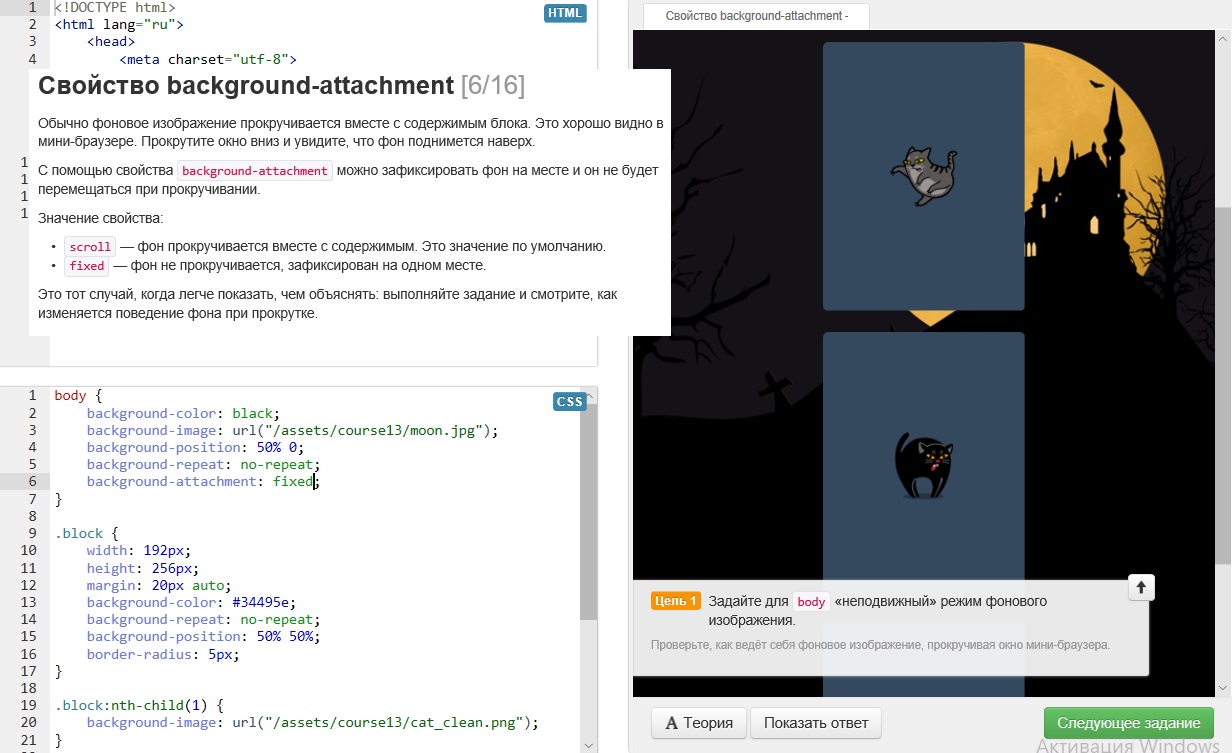 1 <!DOCTYPE html>
2 <html lang="ru">
3 <head>
4 <meta charset="utf-8">
HTML
Свойство background-attachment [6/16]
Обычно фоновое изображение прокручивается вместе с содержимым блока. Это хорошо видно в
мини-браузере. Прокрутите окно вниз и увидите, что фон поднимется наверх.
С помощью свойства background-attachment можно зафиксировать фон на месте и он не будет
перемещаться при прокручивании.
Значение свойства:
• scroll — фон прокручивается вместе с содержимым. Это значение по умолчанию.
• fixed — фон не прокручивается, зафиксирован на одном месте.
Это тот случай, когда легче показать, чем объяснять: выполняйте задание и смотрите, как
изменяется поведение фона при прокрутке.
1
1
1
1
CSS
1 body {
2 background-color: black;
3 background-image: url("/assets/course13/moon.jpg");
4 background-position: 50% 0;
5 background-repeat: no-repeat;
6 background-attachment: fixed;
7 }
8
9 .block {
10 width: 192px;
11 height: 256px;
12 margin: 20px auto;
13 background-color: #34495e;
14 background-repeat: no-repeat;
15 background-position: 50% 50%;
16 border-radius: 5px;
17 }
18
19 .block:nth-child(1) {
20 background-image: url("/assets/course13/cat_clean.png");
21 }
Свойство background-attachment -
Цель 1 Задайте для body «неподвижный» режим фонового
изображения.
Проверьте, как ведёт себя фоновое изображение, прокручивая окно мини-браузера.
A Теория
Показать ответ
Следующее задание
Активация Windows